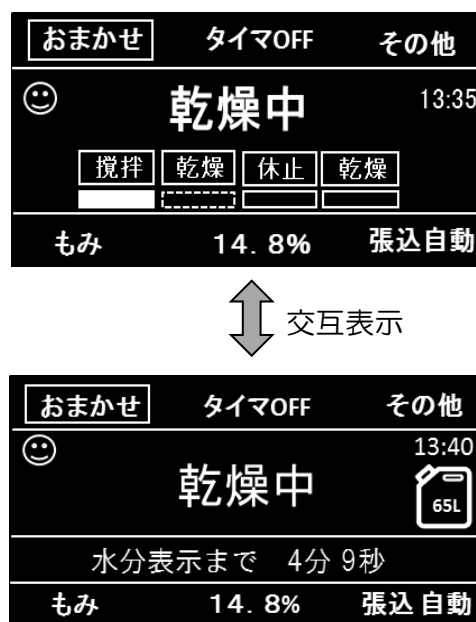 おまかせ タイマOFF その他
乾燥中 13:35
攪拌 乾燥 休止 乾燥
もみ 14.8% 張込自動
交互表示
おまかせ タイマOFF その他
13:40
乾燥中 65L
水分表示まで 4分9秒
もみ 14.8% 張込自動